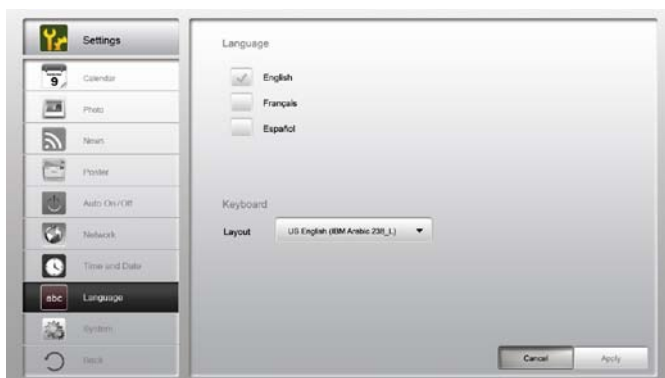 Settings
9
Calendar
Photo
News
Poster
Auto On/Off
Network
Time and Date
abc
Language
System
Back
Language
English
Français
Español
Keyboard
Layout US English (IBM Arabic 238_L)
Cancel Apply